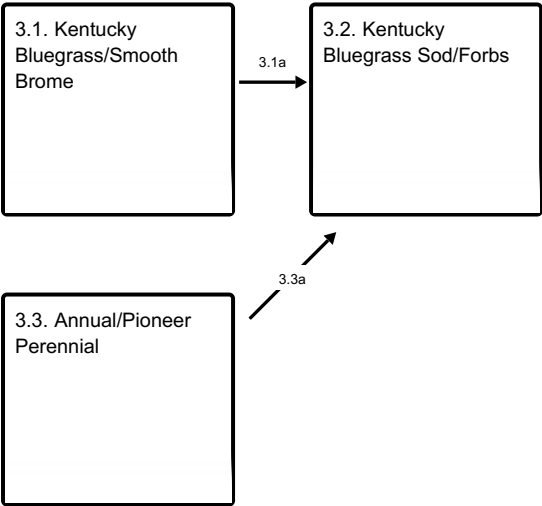 3.1. Kentucky
Bluegrass/Smooth
Brome
3.1a
3.2. Kentucky
Bluegrass Sod/Forbs
3.3a
3.3. Annual/Pioneer
Perennial